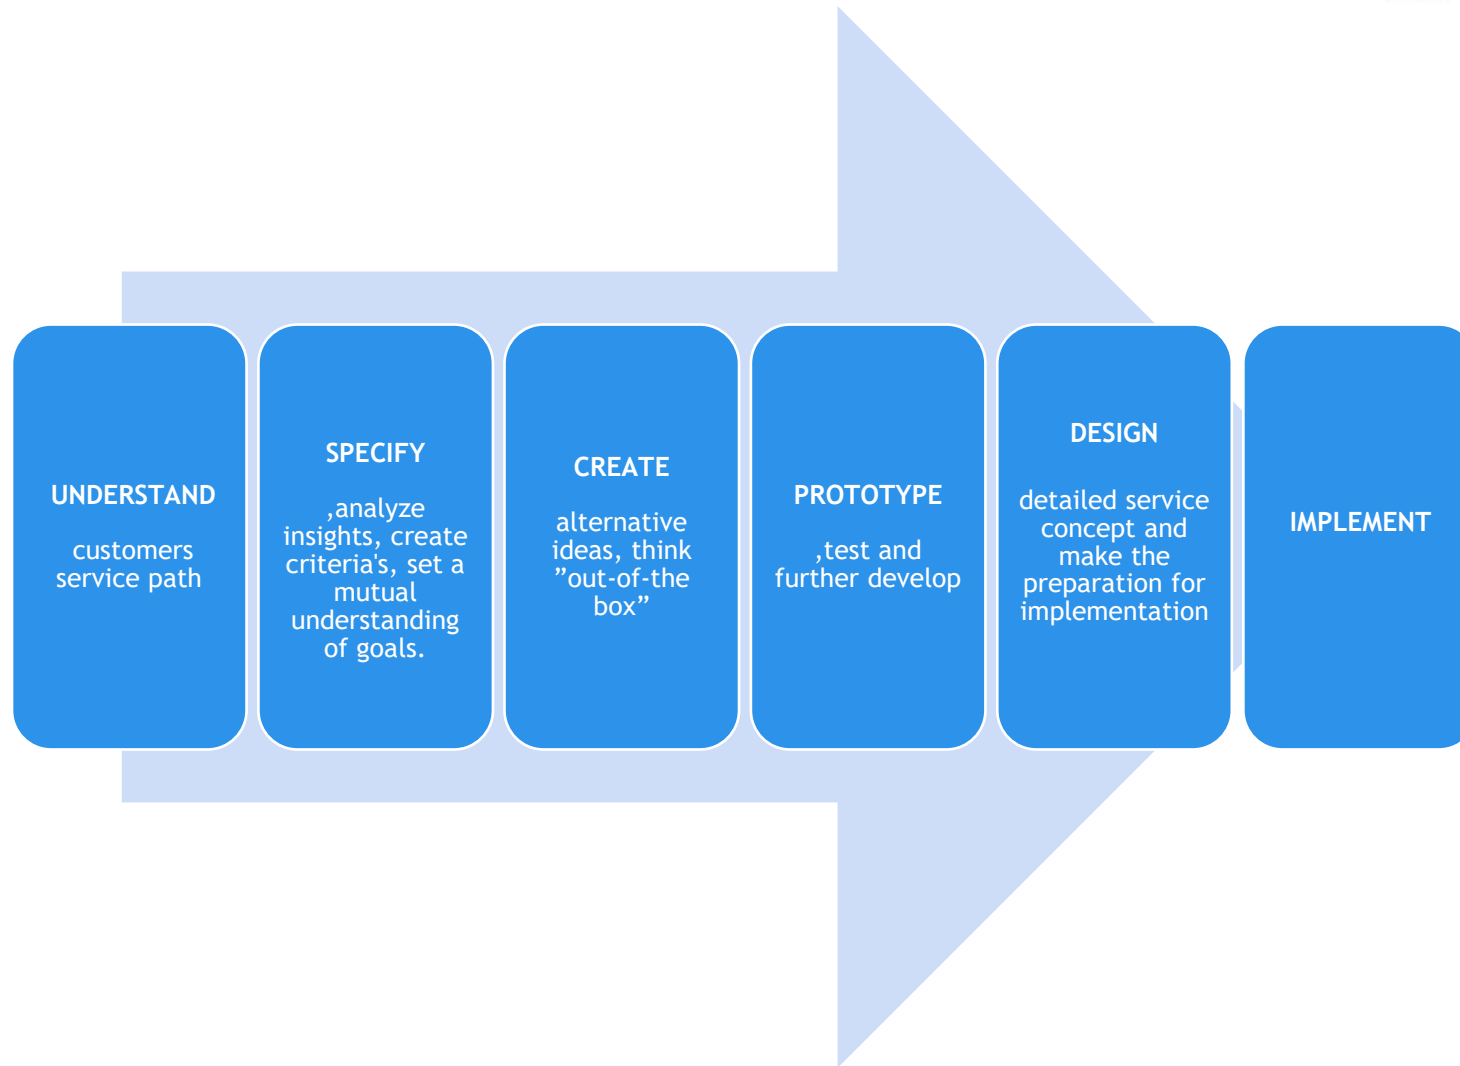 UNDERSTAND
customers
service path
SPECIFY
,analyze
insights, create
criteria's, set a
mutual
understanding
of goals.
CREATE
alternative
ideas, think
”out-of-the
box”
PROTOTYPE
,test and
further develop
DESIGN
detailed service
concept and
make the
preparation for
implementation
IMPLEMENT